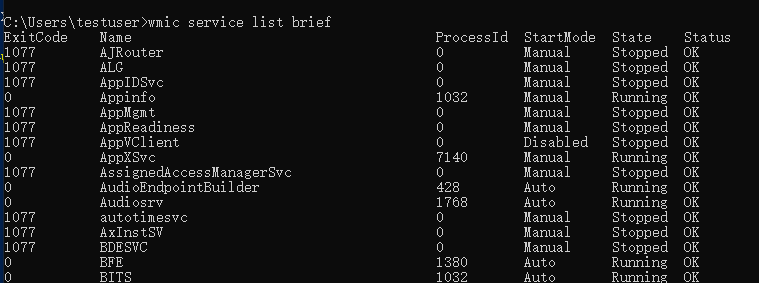 C:\Users\testuser>wmic service list brief
ExitCode  Name  ProcessId  StartMode  State  Status
1077  AJRouter  0  Manual  Stopped  OK
1077  ALG  0  Manual  Stopped  OK
1077  AppIDSvc  0  Manual  Stopped  OK
0  Appinfo  1032  Manual  Running  OK
1077  AppMgmt  0  Manual  Stopped  OK
1077  AppReadiness  0  Manual  Stopped  OK
1077  AppVClient  0  Disabled  Stopped  OK
0  AppXSvc  7140  Manual  Running  OK
1077  AssignedAccessManagerSvc  0  Manual  Stopped  OK
0  AudioEndpointBuilder  428  Auto  Running  OK
0  Audiosrv  1768  Auto  Running  OK
1077  autotimesvc  0  Manual  Stopped  OK
1077  AxInstSV  0  Manual  Stopped  OK
1077  BDESVC  0  Manual  Stopped  OK
0  BFE  1380  Auto  Running  OK
0  BITS  1032  Auto  Running  OK